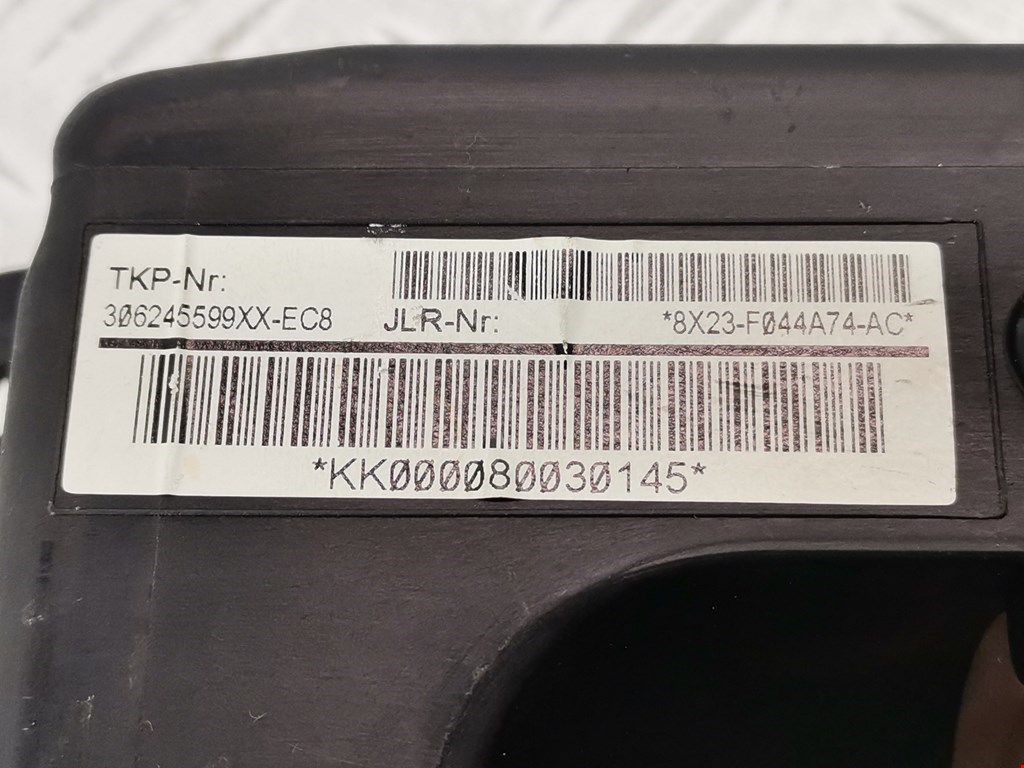 TKP-Nr:
306245599XX-EC8 JLR-Nr: *8X23-F044A74-AC*
*KK000080030145*